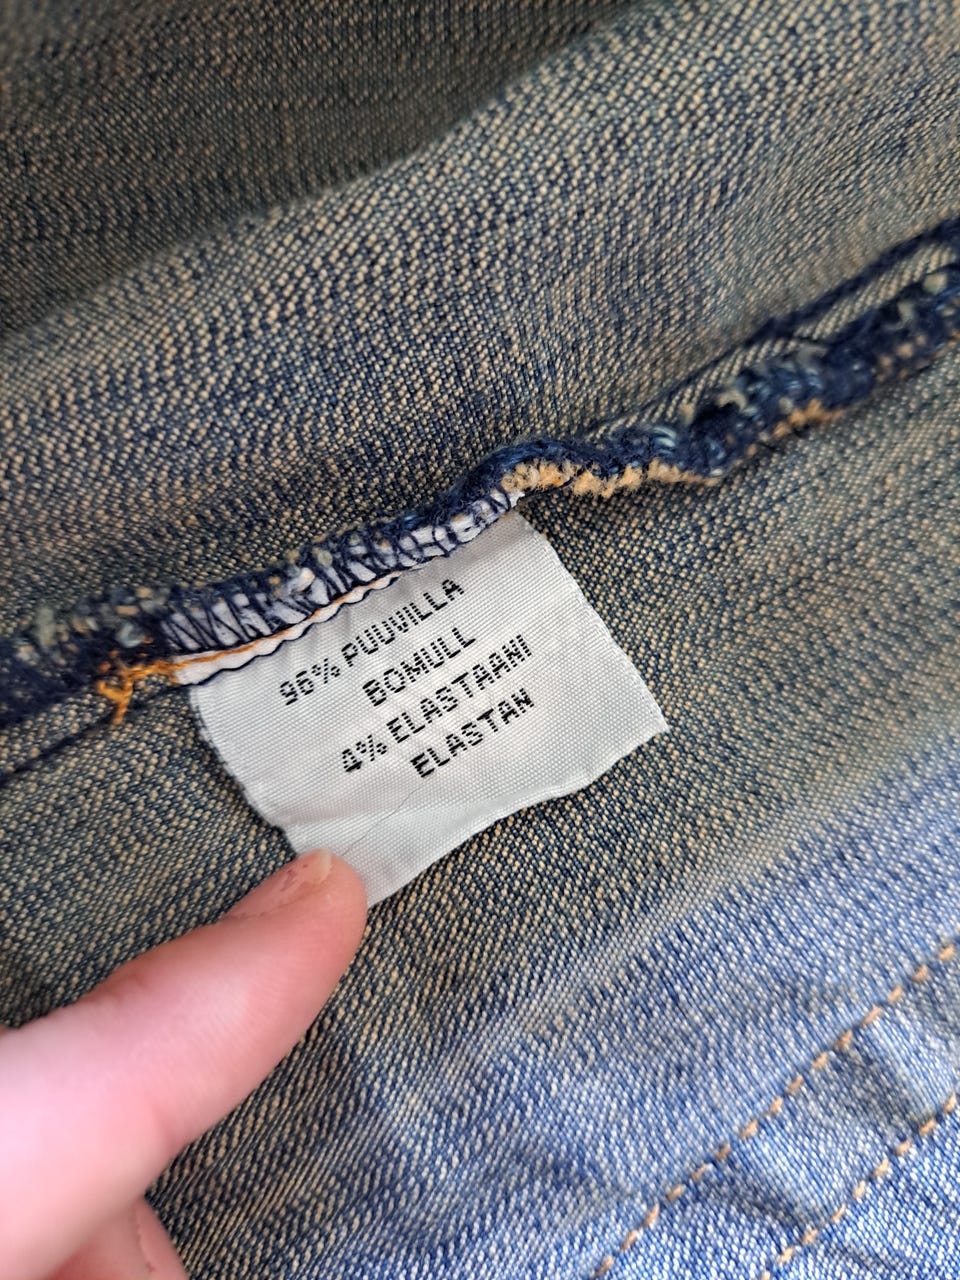 96% PUUVILLA
BOMULL
4% ELASTAANI
ELASTAN